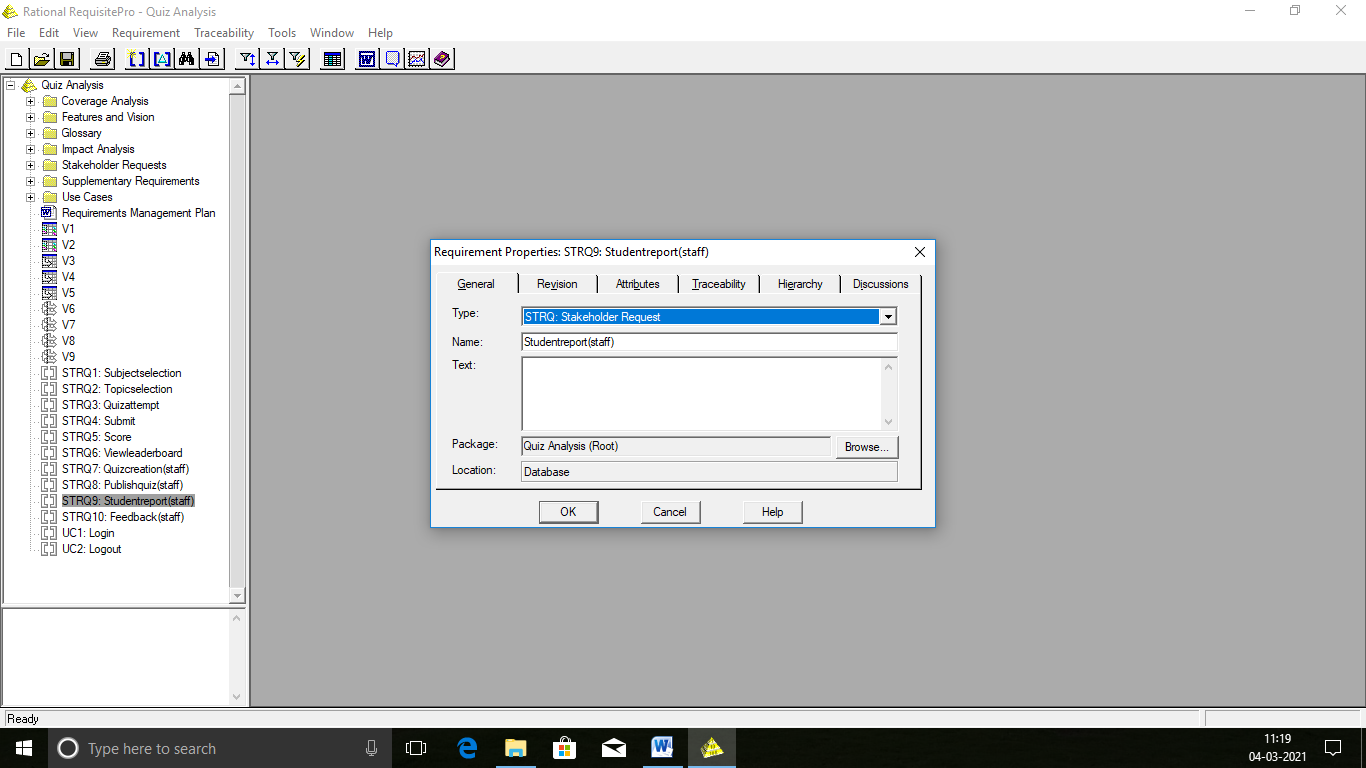 Rational RequisitePro - Quiz Analysis
File Edit View Requirement Traceability Tools Window Help
Quiz Analysis
Coverage Analysis
Features and Vision
Glossary
Impact Analysis
Stakeholder Requests
Supplementary Requirements
Use Cases
Requirements Management Plan
V1
V2
V3
V4
V5
V6
V7
V8
V9
STRQ1: Subjectselection
STRQ2: Topicselection
STRQ3: Quizattempt
STRQ4: Submit
STRQ5: Score
STRQ6: Viewleaderboard
STRQ7: Quizcreation(staff)
STRQ8: Publishquiz(staff)
STRQ9: Studentreport(staff)
STRQ10: Feedback(staff)
UC1: Login
UC2: Logout
Requirement Properties: STRQ9: Studentreport(staff)
General Revision Attributes Traceability Hierarchy Discussions
Type: STRQ: Stakeholder Request
Name: Studentreport(staff)
Text:
Package: Quiz Analysis (Root) Browse...
Location: Database
OK Cancel Help
Ready
Type here to search
11:19
04-03-2021